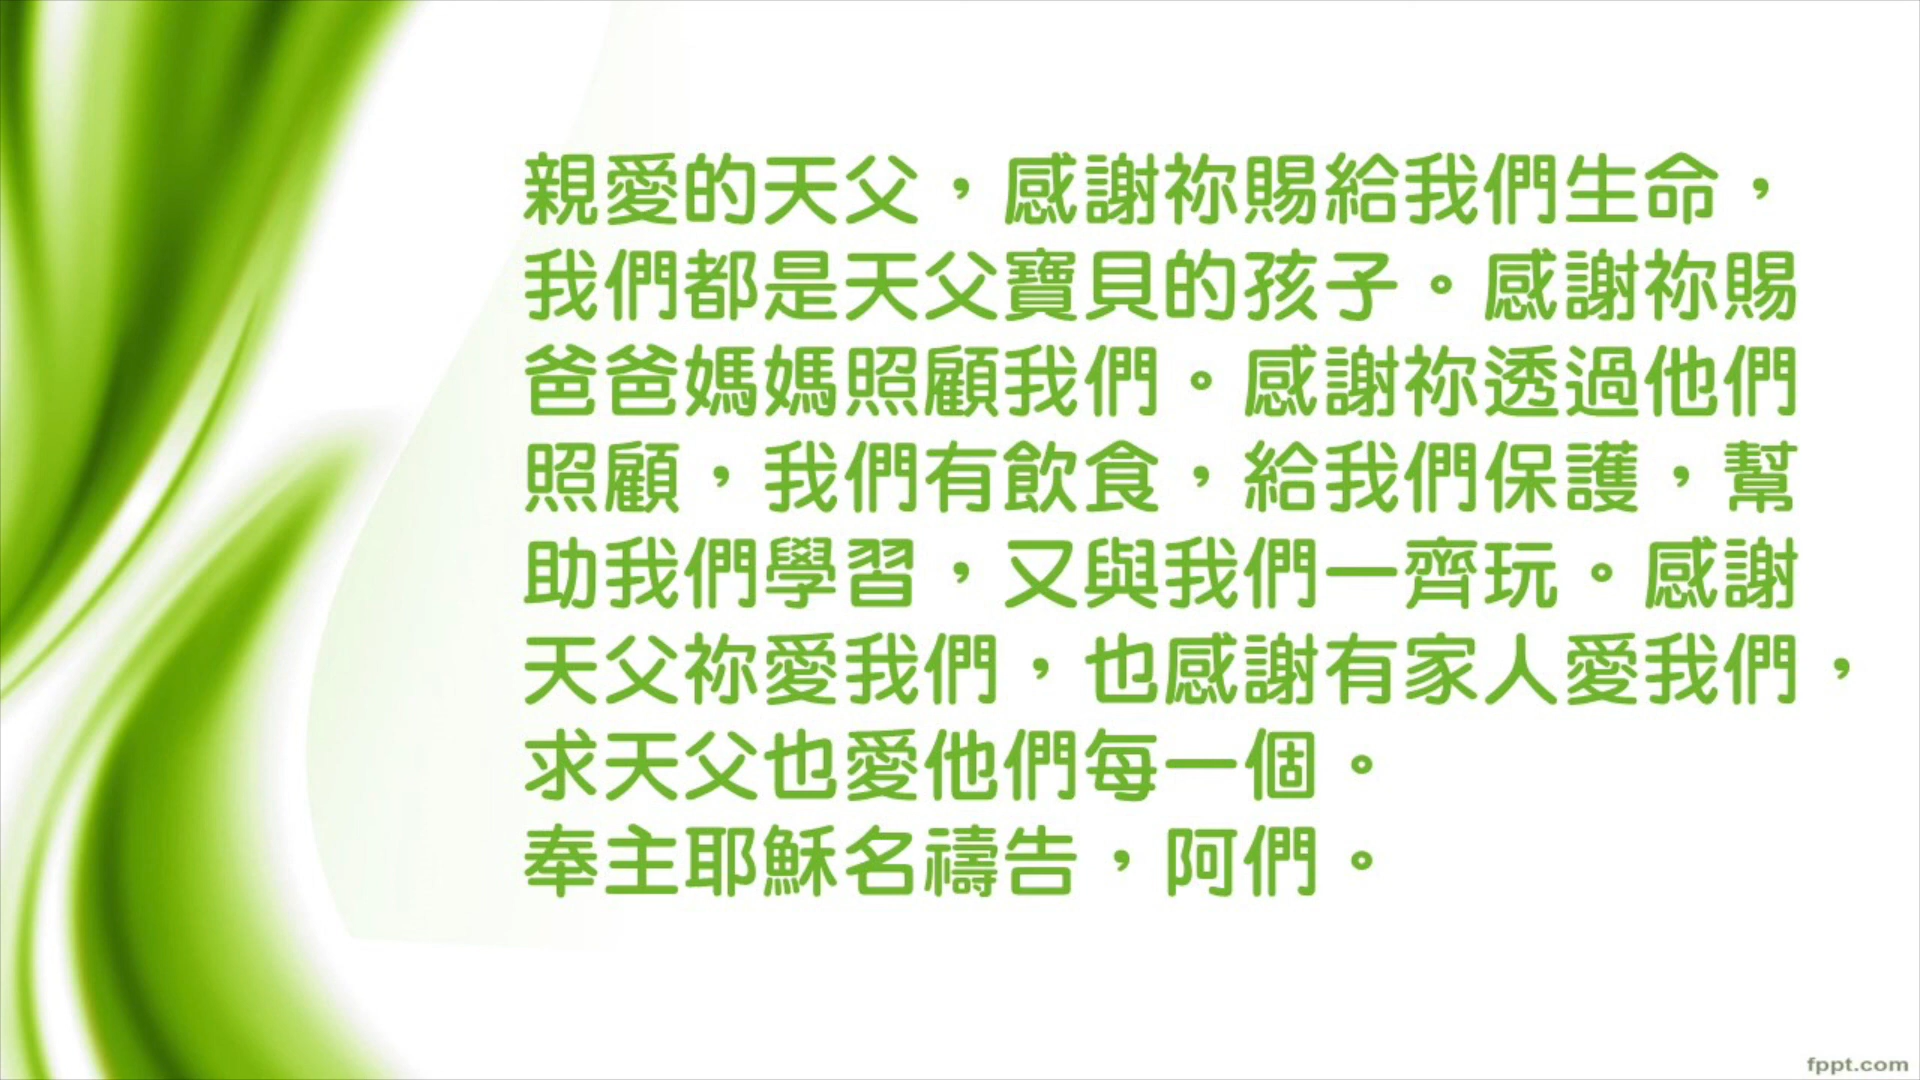 親愛的天父，感謝祢賜給我們生命，
我們都是天父寶貝的孩子。感謝祢賜
爸爸媽媽照顧我們。感謝祢透過他們
照顧，我們有飲食，給我們保護，幫
助我們學習，又與我們一齊玩。感謝
天父祢愛我們，也感謝有家人愛我們，
求天父也愛他們每一個。
奉主耶穌名禱告，阿們。
fppt.com